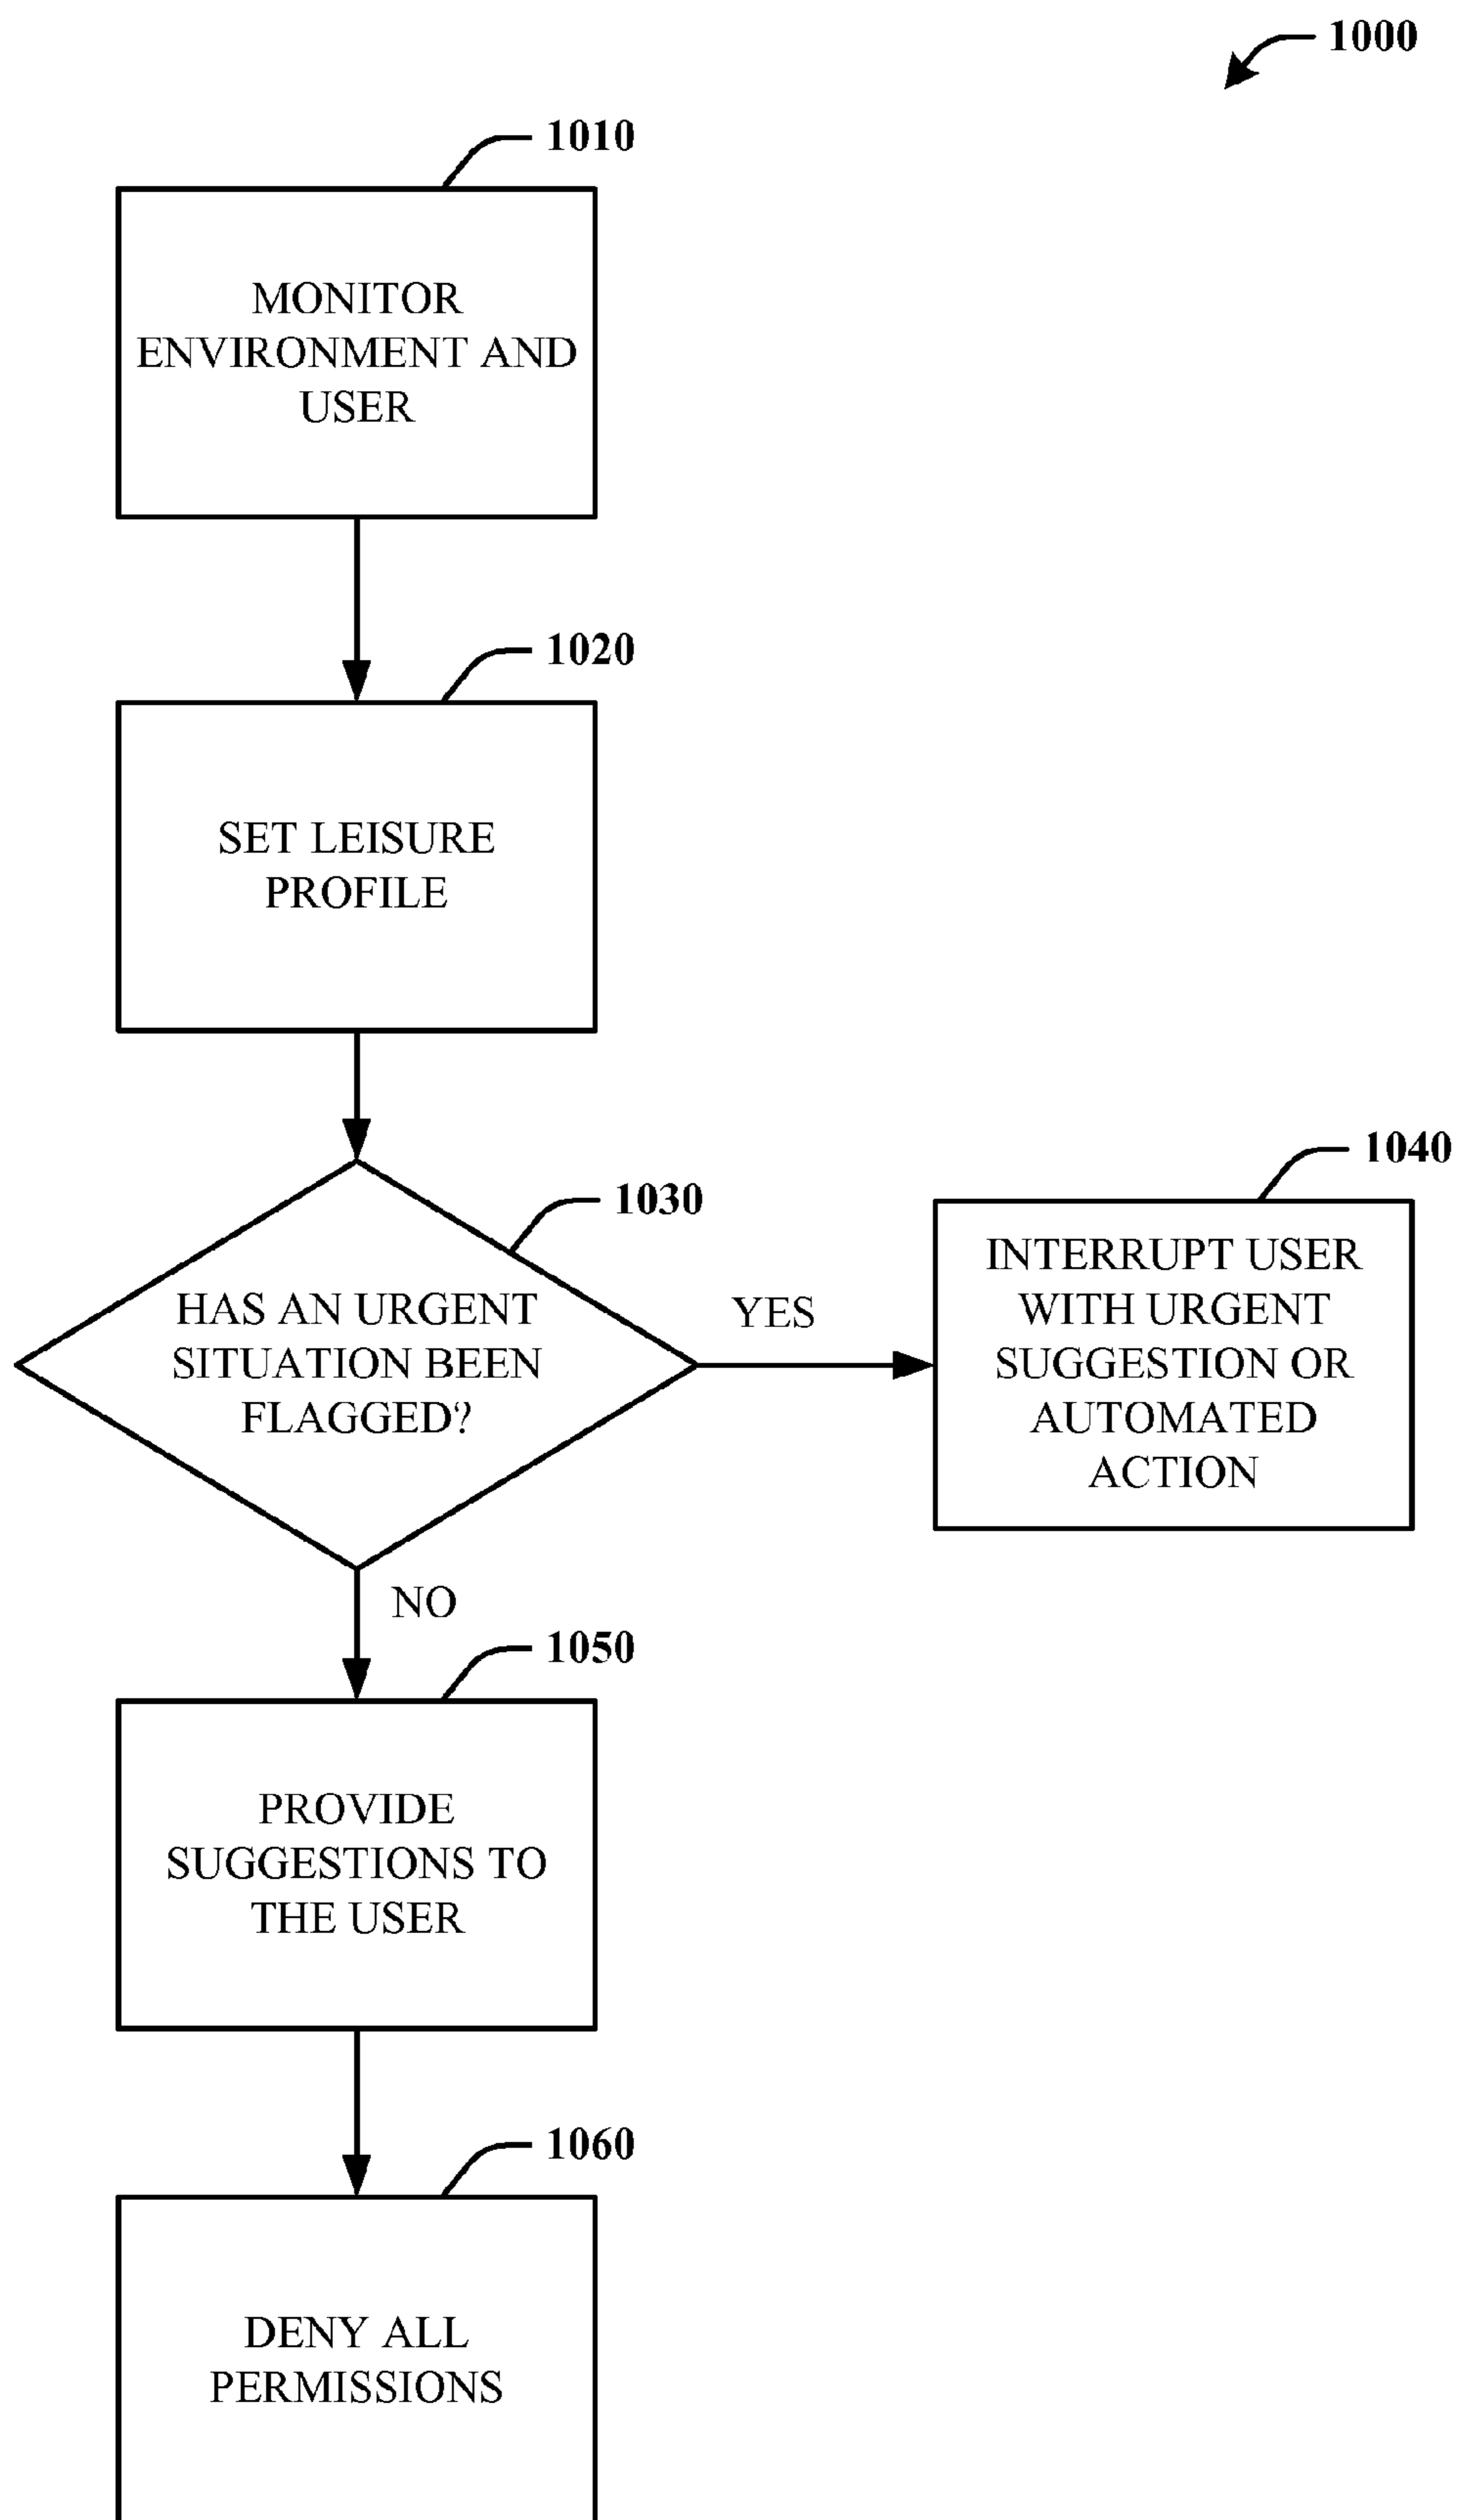 1000
1010
MONITOR
ENVIRONMENT AND
USER
1020
SET LEISURE
PROFILE
1030
HAS AN URGENT
SITUATION BEEN
FLAGGED?
YES
1040
INTERRUPT USER
WITH URGENT
SUGGESTION OR
AUTOMATED
ACTION
NO
1050
PROVIDE
SUGGESTIONS TO
THE USER
1060
DENY ALL
PERMISSIONS